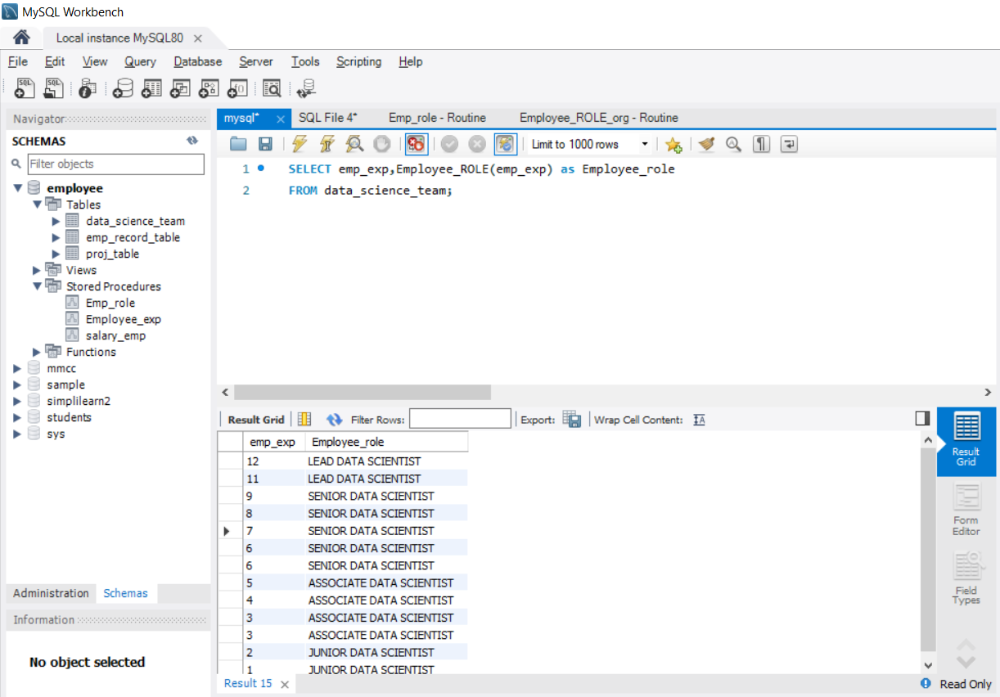 MySQL Workbench
Local instance MySQL80
File Edit View Query Database Server Tools Scripting Help
Navigator
SCHEMAS
Filter objects
employee
Tables
data_science_team
emp_record_table
proj_table
Views
Stored Procedures
Emp_role
Employee_exp
salary_emp
Functions
mmcc
sample
simplilearn2
students
sys
Administration Schemas
Information
No object selected
mysql* SQL File 4* Emp_role - Routine Employee_ROLE_org - Routine
Limit to 1000 rows
1 SELECT emp_exp,Employee_ROLE(emp_exp) as Employee_role
2 FROM data_science_team;
Result Grid Filter Rows: Export: Wrap Cell Content:
emp_exp Employee_role
12 LEAD DATA SCIENTIST
11 LEAD DATA SCIENTIST
9 SENIOR DATA SCIENTIST
8 SENIOR DATA SCIENTIST
7 SENIOR DATA SCIENTIST
6 SENIOR DATA SCIENTIST
6 SENIOR DATA SCIENTIST
5 ASSOCIATE DATA SCIENTIST
4 ASSOCIATE DATA SCIENTIST
3 ASSOCIATE DATA SCIENTIST
3 ASSOCIATE DATA SCIENTIST
2 JUNIOR DATA SCIENTIST
1 JUNIOR DATA SCIENTIST
Result
Grid
Form
Editor
Field
Types
Result 15
Read Only